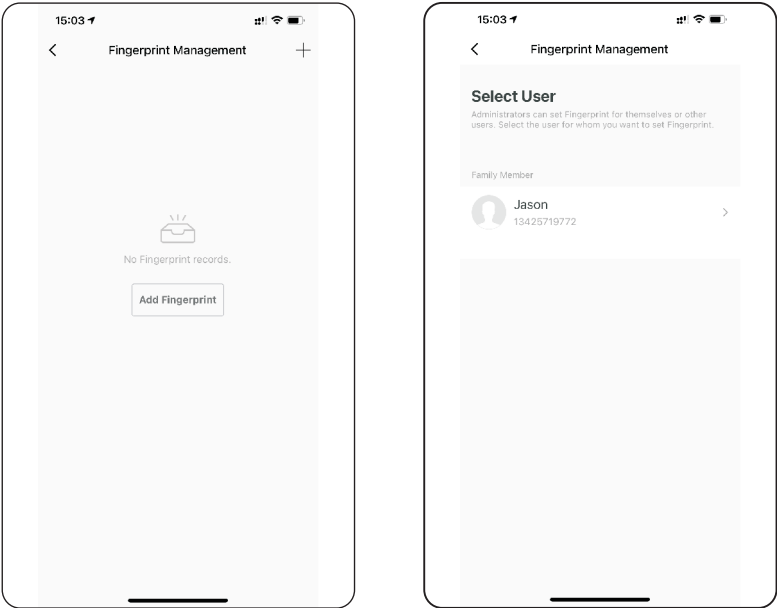 15:03
Fingerprint Management
No Fingerprint records.
Add Fingerprint
15:03
Fingerprint Management
Select User
Administrators can set Fingerprint for themselves or other
users. Select the user for whom you want to set Fingerprint.
Family Member
Jason
13425719772